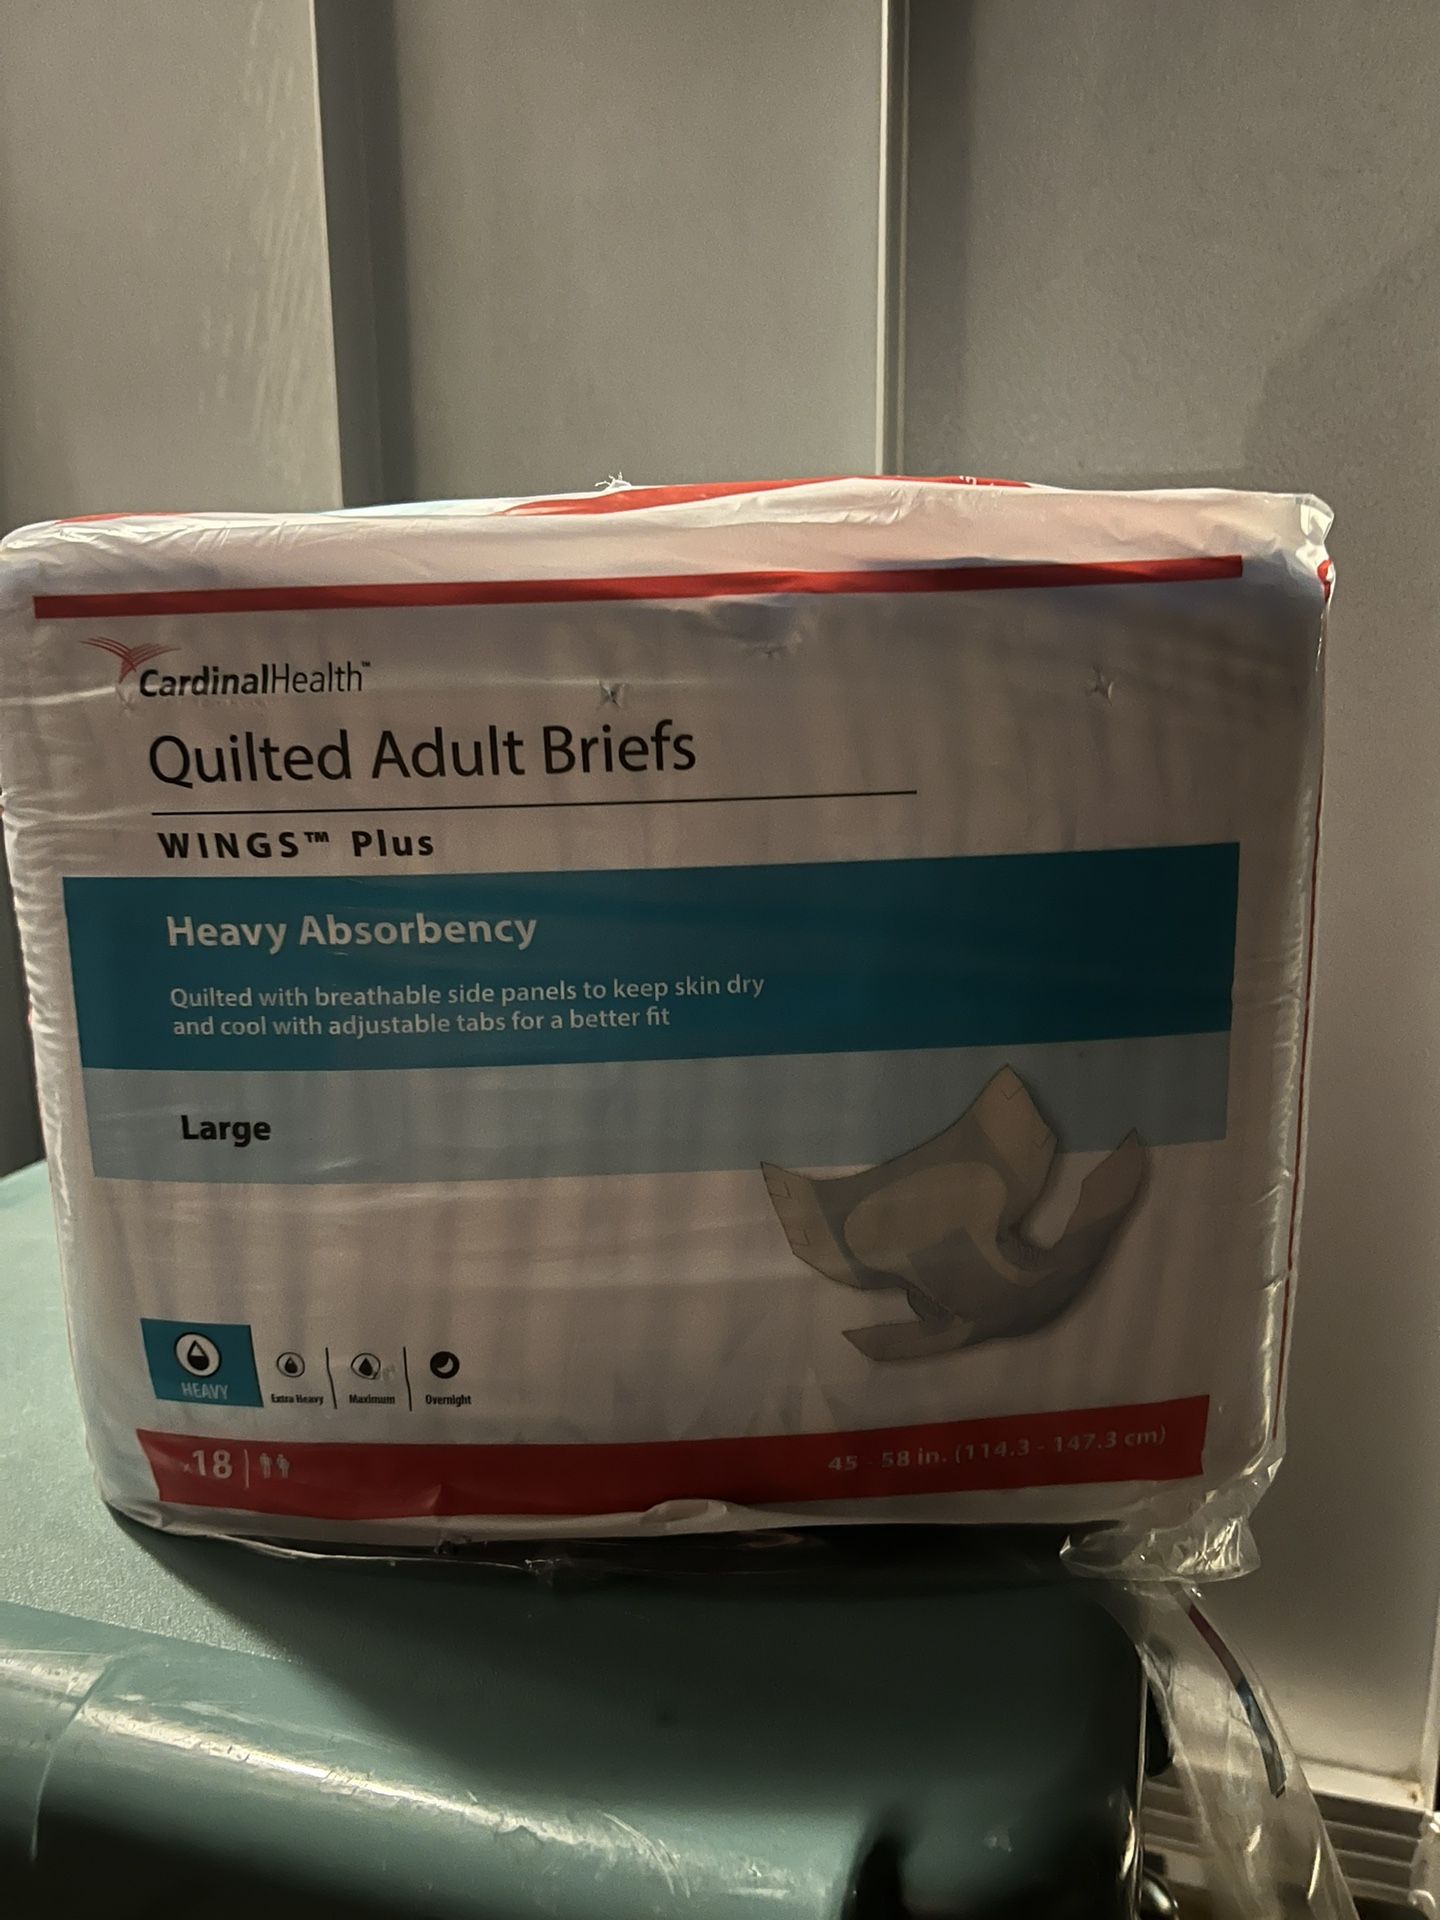 CardinalHealth™
Quilted Adult Briefs
WINGS™ Plus
Heavy Absorbency
Quilted with breathable side panels to keep skin dry
and cool with adjustable tabs for a better fit
Large
HEAVY
Extra Heavy
Maximum
Overnight
x18
45 - 58 in. (114.3 - 147.3 cm)